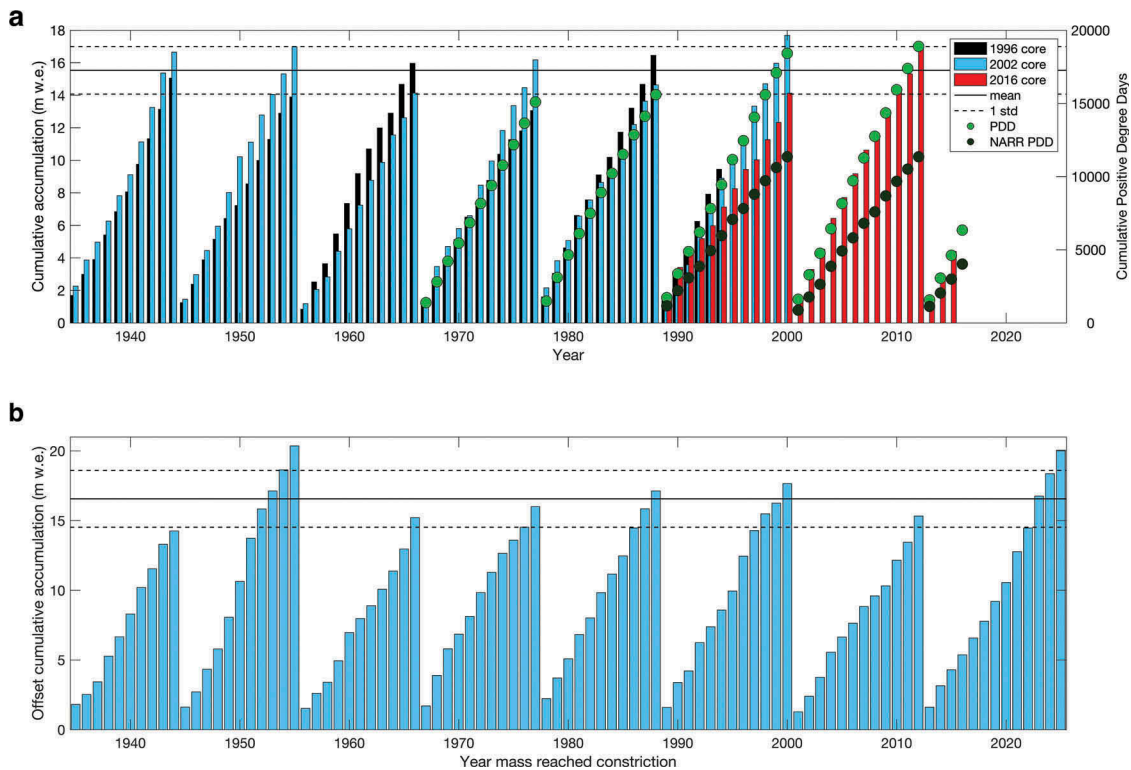 a
Cumulative accumulation (m w.e.)
18
16
14
12
10
8
6
4
2
0
1940
1950
1960
1970
1980
1990
2000
2010
2020
Year
20000
15000
10000
5000
0
Cumulative Positive Degree Days
1996 core
2002 core
2016 core
mean
1 std
PDD
NARR PDD
b
Offset cumulative accumulation (m w.e.)
20
15
10
5
0
1940
1950
1960
1970
1980
1990
2000
2010
2020
Year mass reached constriction